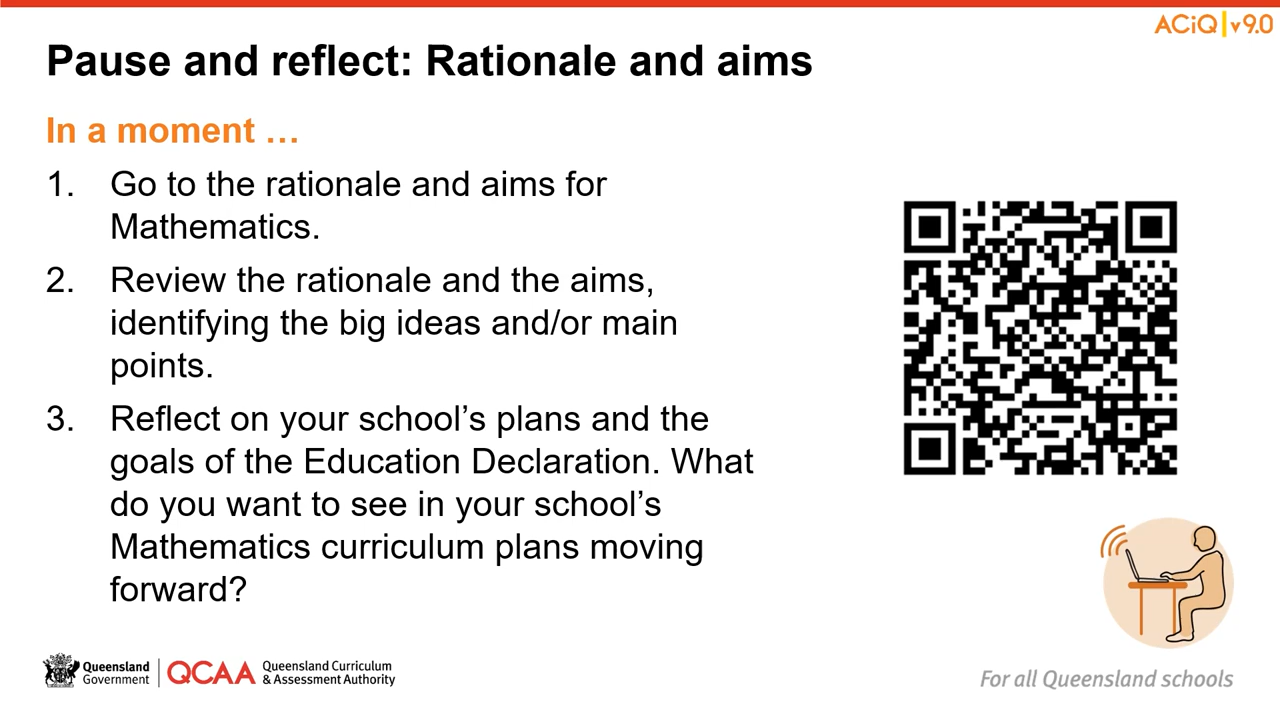 ACiQ v9.0
Pause and reflect: Rationale and aims
In a moment …
1. Go to the rationale and aims for
Mathematics.
2. Review the rationale and the aims,
identifying the big ideas and/or main
points.
3. Reflect on your school’s plans and the
goals of the Education Declaration. What
do you want to see in your school’s
Mathematics curriculum plans moving
forward?
Queensland
Government
QCAA
Queensland Curriculum
& Assessment Authority
For all Queensland schools